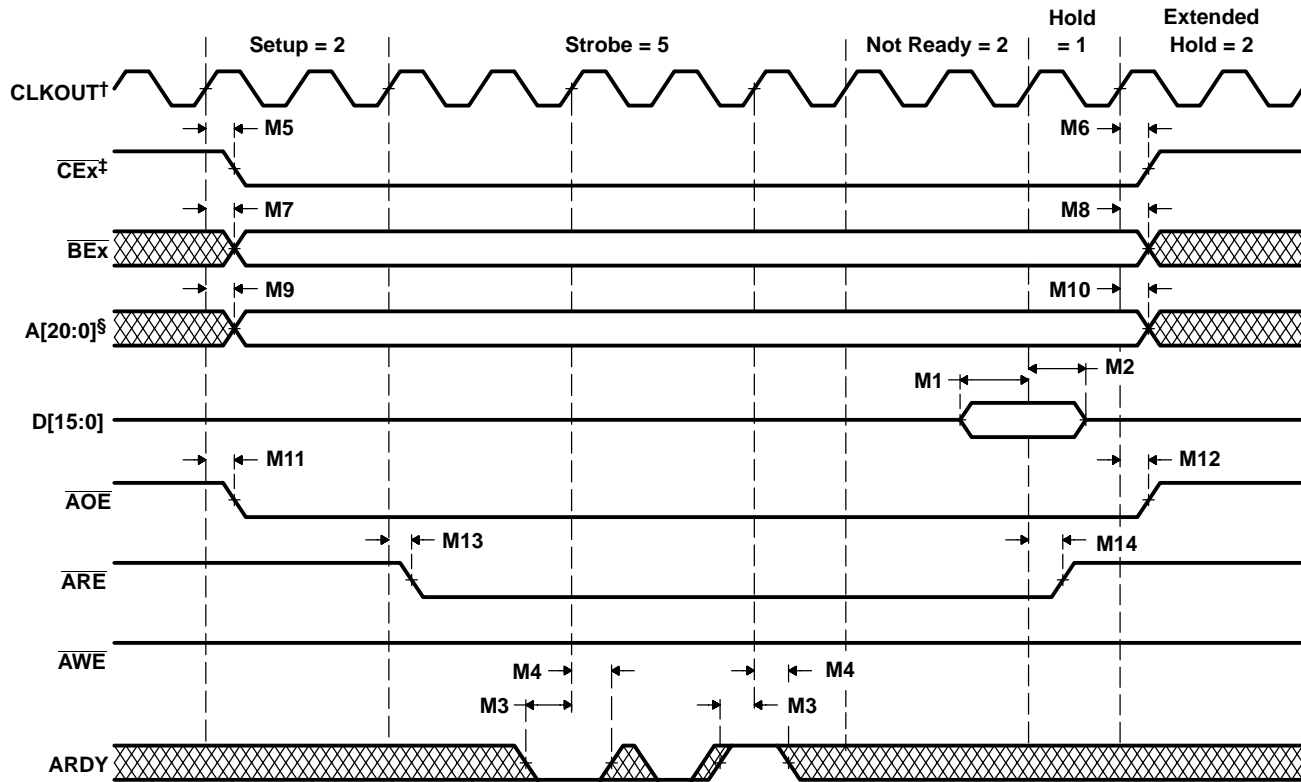 Setup = 2
Strobe = 5
Not Ready = 2
Hold
= 1
Extended
Hold = 2
CLKOUT†
M5
M6
CEx‡
M7
M8
BEx
M9
M10
A[20:0]§
M1
M2
D[15:0]
M11
M12
AOE
M13
M14
ARE
AWE
M4
M4
M3
M3
ARDY